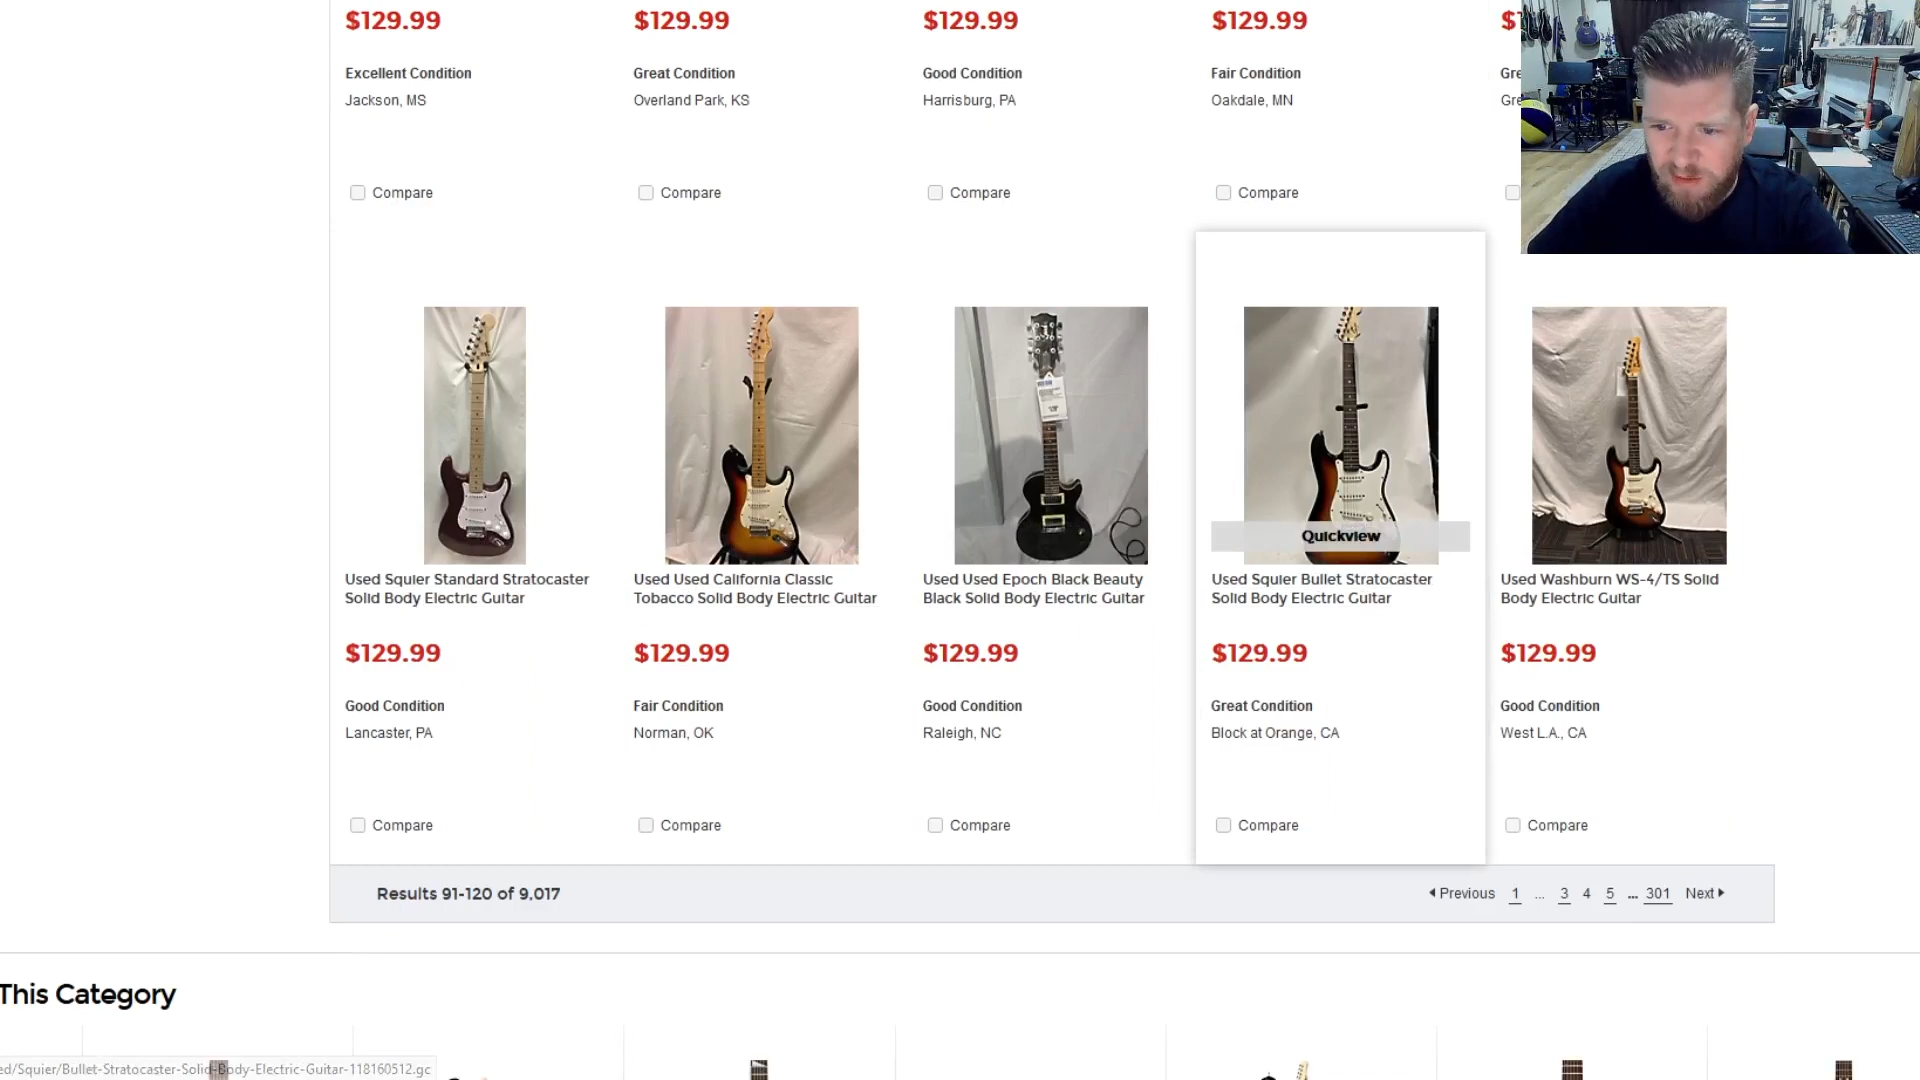 $129.99
$129.99
$129.99
$129.99
Excellent Condition
Great Condition
Good Condition
Fair Condition
Jackson, MS
Overland Park, KS
Harrisburg, PA
Oakdale, MN
Compare
Compare
Compare
Compare
Quickview
Used Squier Standard Stratocaster
Solid Body Electric Guitar
Used Used California Classic
Tobacco Solid Body Electric Guitar
Used Used Epoch Black Beauty
Black Solid Body Electric Guitar
Used Squier Bullet Stratocaster
Solid Body Electric Guitar
Used Washburn WS-4/TS Solid
Body Electric Guitar
$129.99
$129.99
$129.99
$129.99
$129.99
Good Condition
Fair Condition
Good Condition
Great Condition
Good Condition
Lancaster, PA
Norman, OK
Raleigh, NC
Block at Orange, CA
West L.A., CA
Compare
Compare
Compare
Compare
Compare
Results 91-120 of 9,017
Previous 1 ... 3 4 5 ... 301 Next
This Category
ed/Squier/Bullet-Stratocaster-Solid-Body-Electric-Guitar-118160512.gc